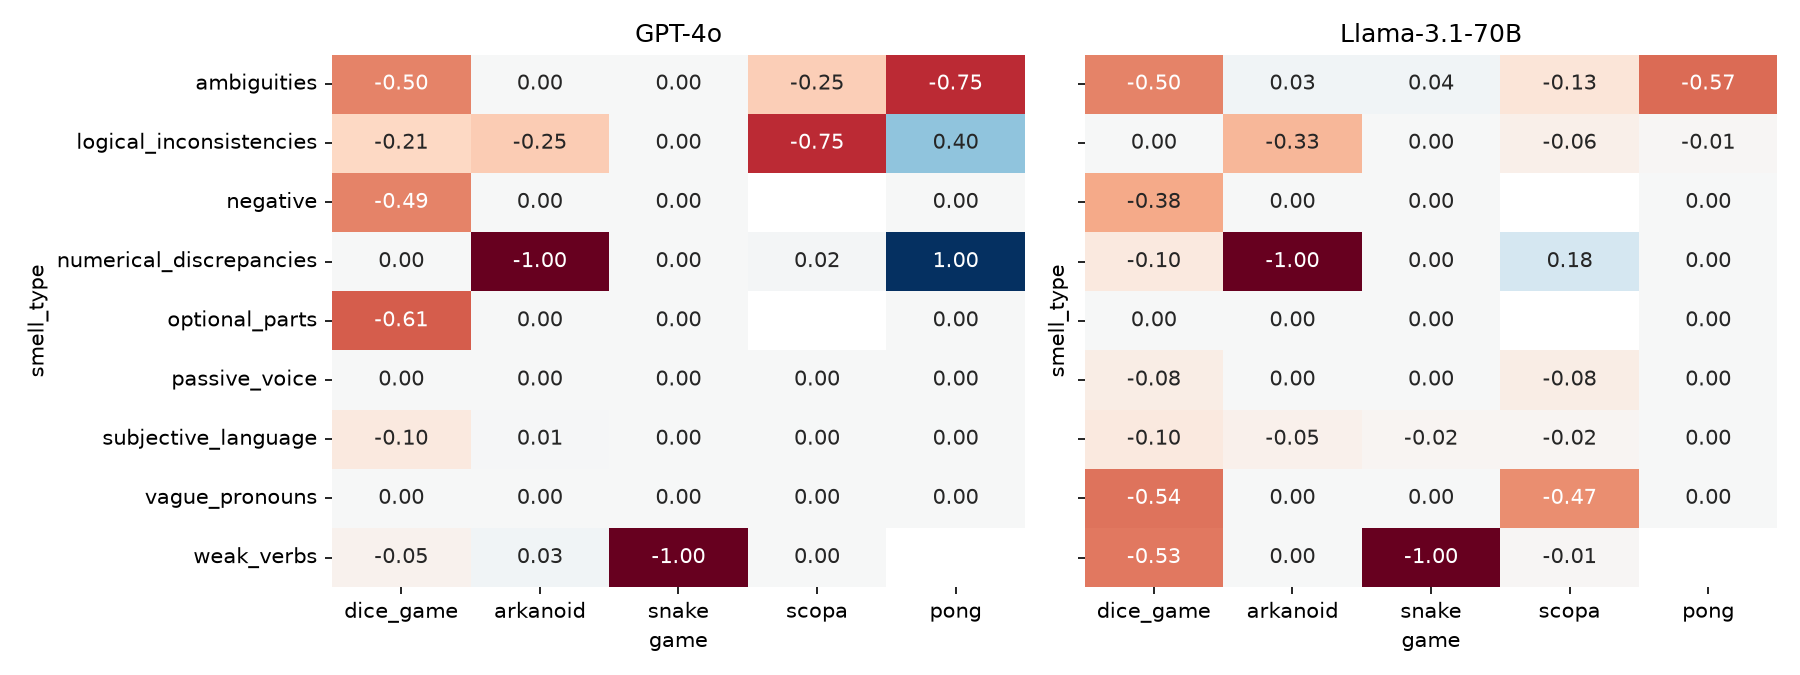 GPT-4o Llama-3.1-70B
ambiguities -0.50 0.00 0.00 -0.25 -0.75 -0.50 0.03 0.04 -0.13 -0.57
logical_inconsistencies -0.21 -0.25 0.00 -0.75 0.40 0.00 -0.33 0.00 -0.06 -0.01
negative -0.49 0.00 0.00 0.00 -0.38 0.00 0.00 0.00
numerical_discrepancies 0.00 -1.00 0.00 0.02 1.00 -0.10 -1.00 0.00 0.18 0.00
optional_parts -0.61 0.00 0.00 0.00 0.00 0.00 0.00 0.00
passive_voice 0.00 0.00 0.00 0.00 0.00 -0.08 0.00 0.00 -0.08 0.00
subjective_language -0.10 0.01 0.00 0.00 0.00 -0.10 -0.05 -0.02 -0.02 0.00
vague_pronouns 0.00 0.00 0.00 0.00 0.00 -0.54 0.00 0.00 -0.47 0.00
weak_verbs -0.05 0.03 -1.00 0.00 -0.53 0.00 -1.00 -0.01
smell_type smell_type
dice_game arkanoid snake scopa pong dice_game arkanoid snake scopa pong
game game